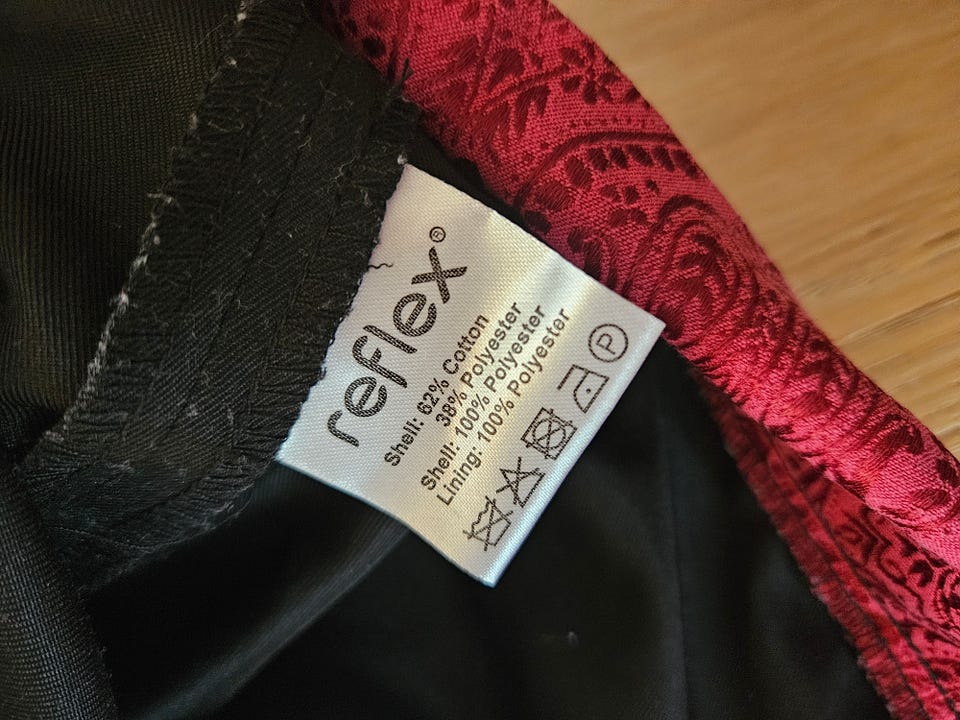 reflex®
Shell: 62% Cotton
38% Polyester
Shell: 100% Polyester
Lining: 100% Polyester
P